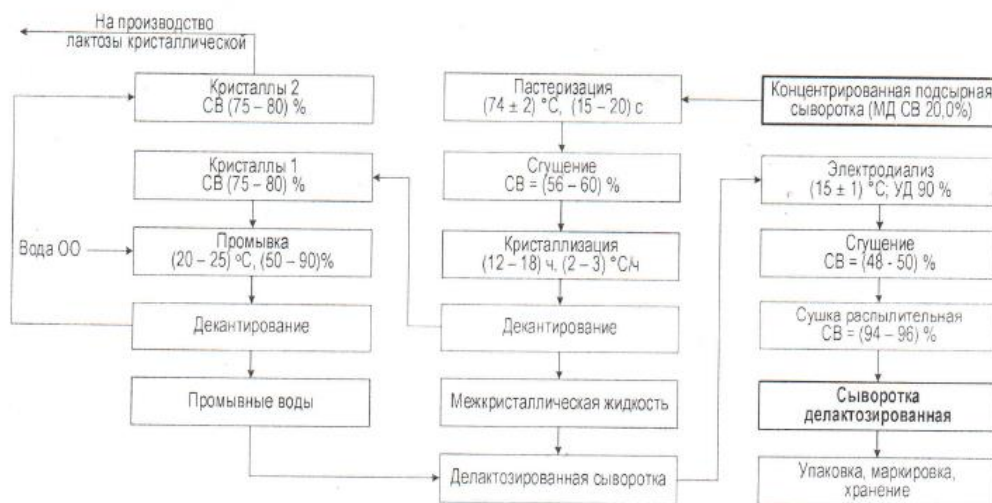 На производство
лактозы кристаллической
Кристаллы 2
СВ (75 – 80) %
Кристаллы 1
СВ (75 – 80) %
Вода ОО
Промывка
(20 – 25) °С, (50 – 90)%
Декантирование
Промывные воды
Пастеризация
(74 ± 2) °С, (15 – 20) с
Сгущение
СВ = (56 – 60) %
Кристаллизация
(12 – 18) ч, (2 – 3) °С/ч
Декантирование
Межкристаллическая жидкость
Делактозированная сыворотка
Концентрированная подсырная
сыворотка (МД СВ 20,0%)
Электродиализ
(15 ± 1) °С; УД 90 %
Сгущение
СВ = (48 - 50) %
Сушка распылительная
СВ = (94 – 96) %
Сыворотка
делактозированная
Упаковка, маркировка,
хранение